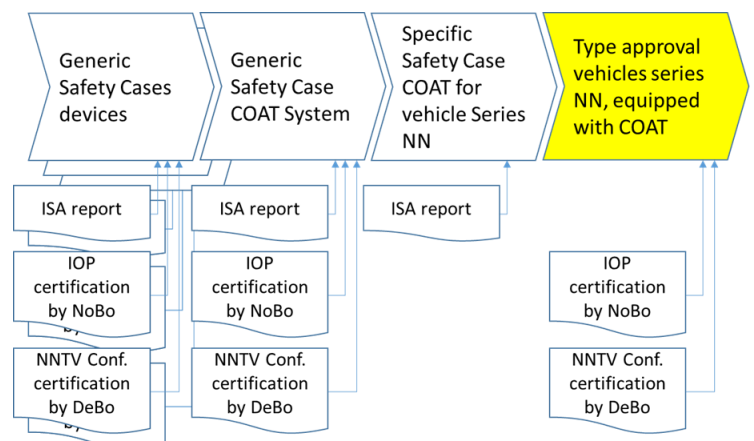 Generic
Safety Cases
devices
Generic
Safety Case
COAT System
Specific
Safety Case
COAT for
vehicle Series
NN
Type approval
vehicles series
NN, equipped
with COAT
ISA report
ISA report
ISA report
IOP
certification
by NoBo
IOP
certification
by NoBo
IOP
certification
by NoBo
NNTV Conf.
certification
by DeBo
NNTV Conf.
certification
by DeBo
NNTV Conf.
certification
by DeBo